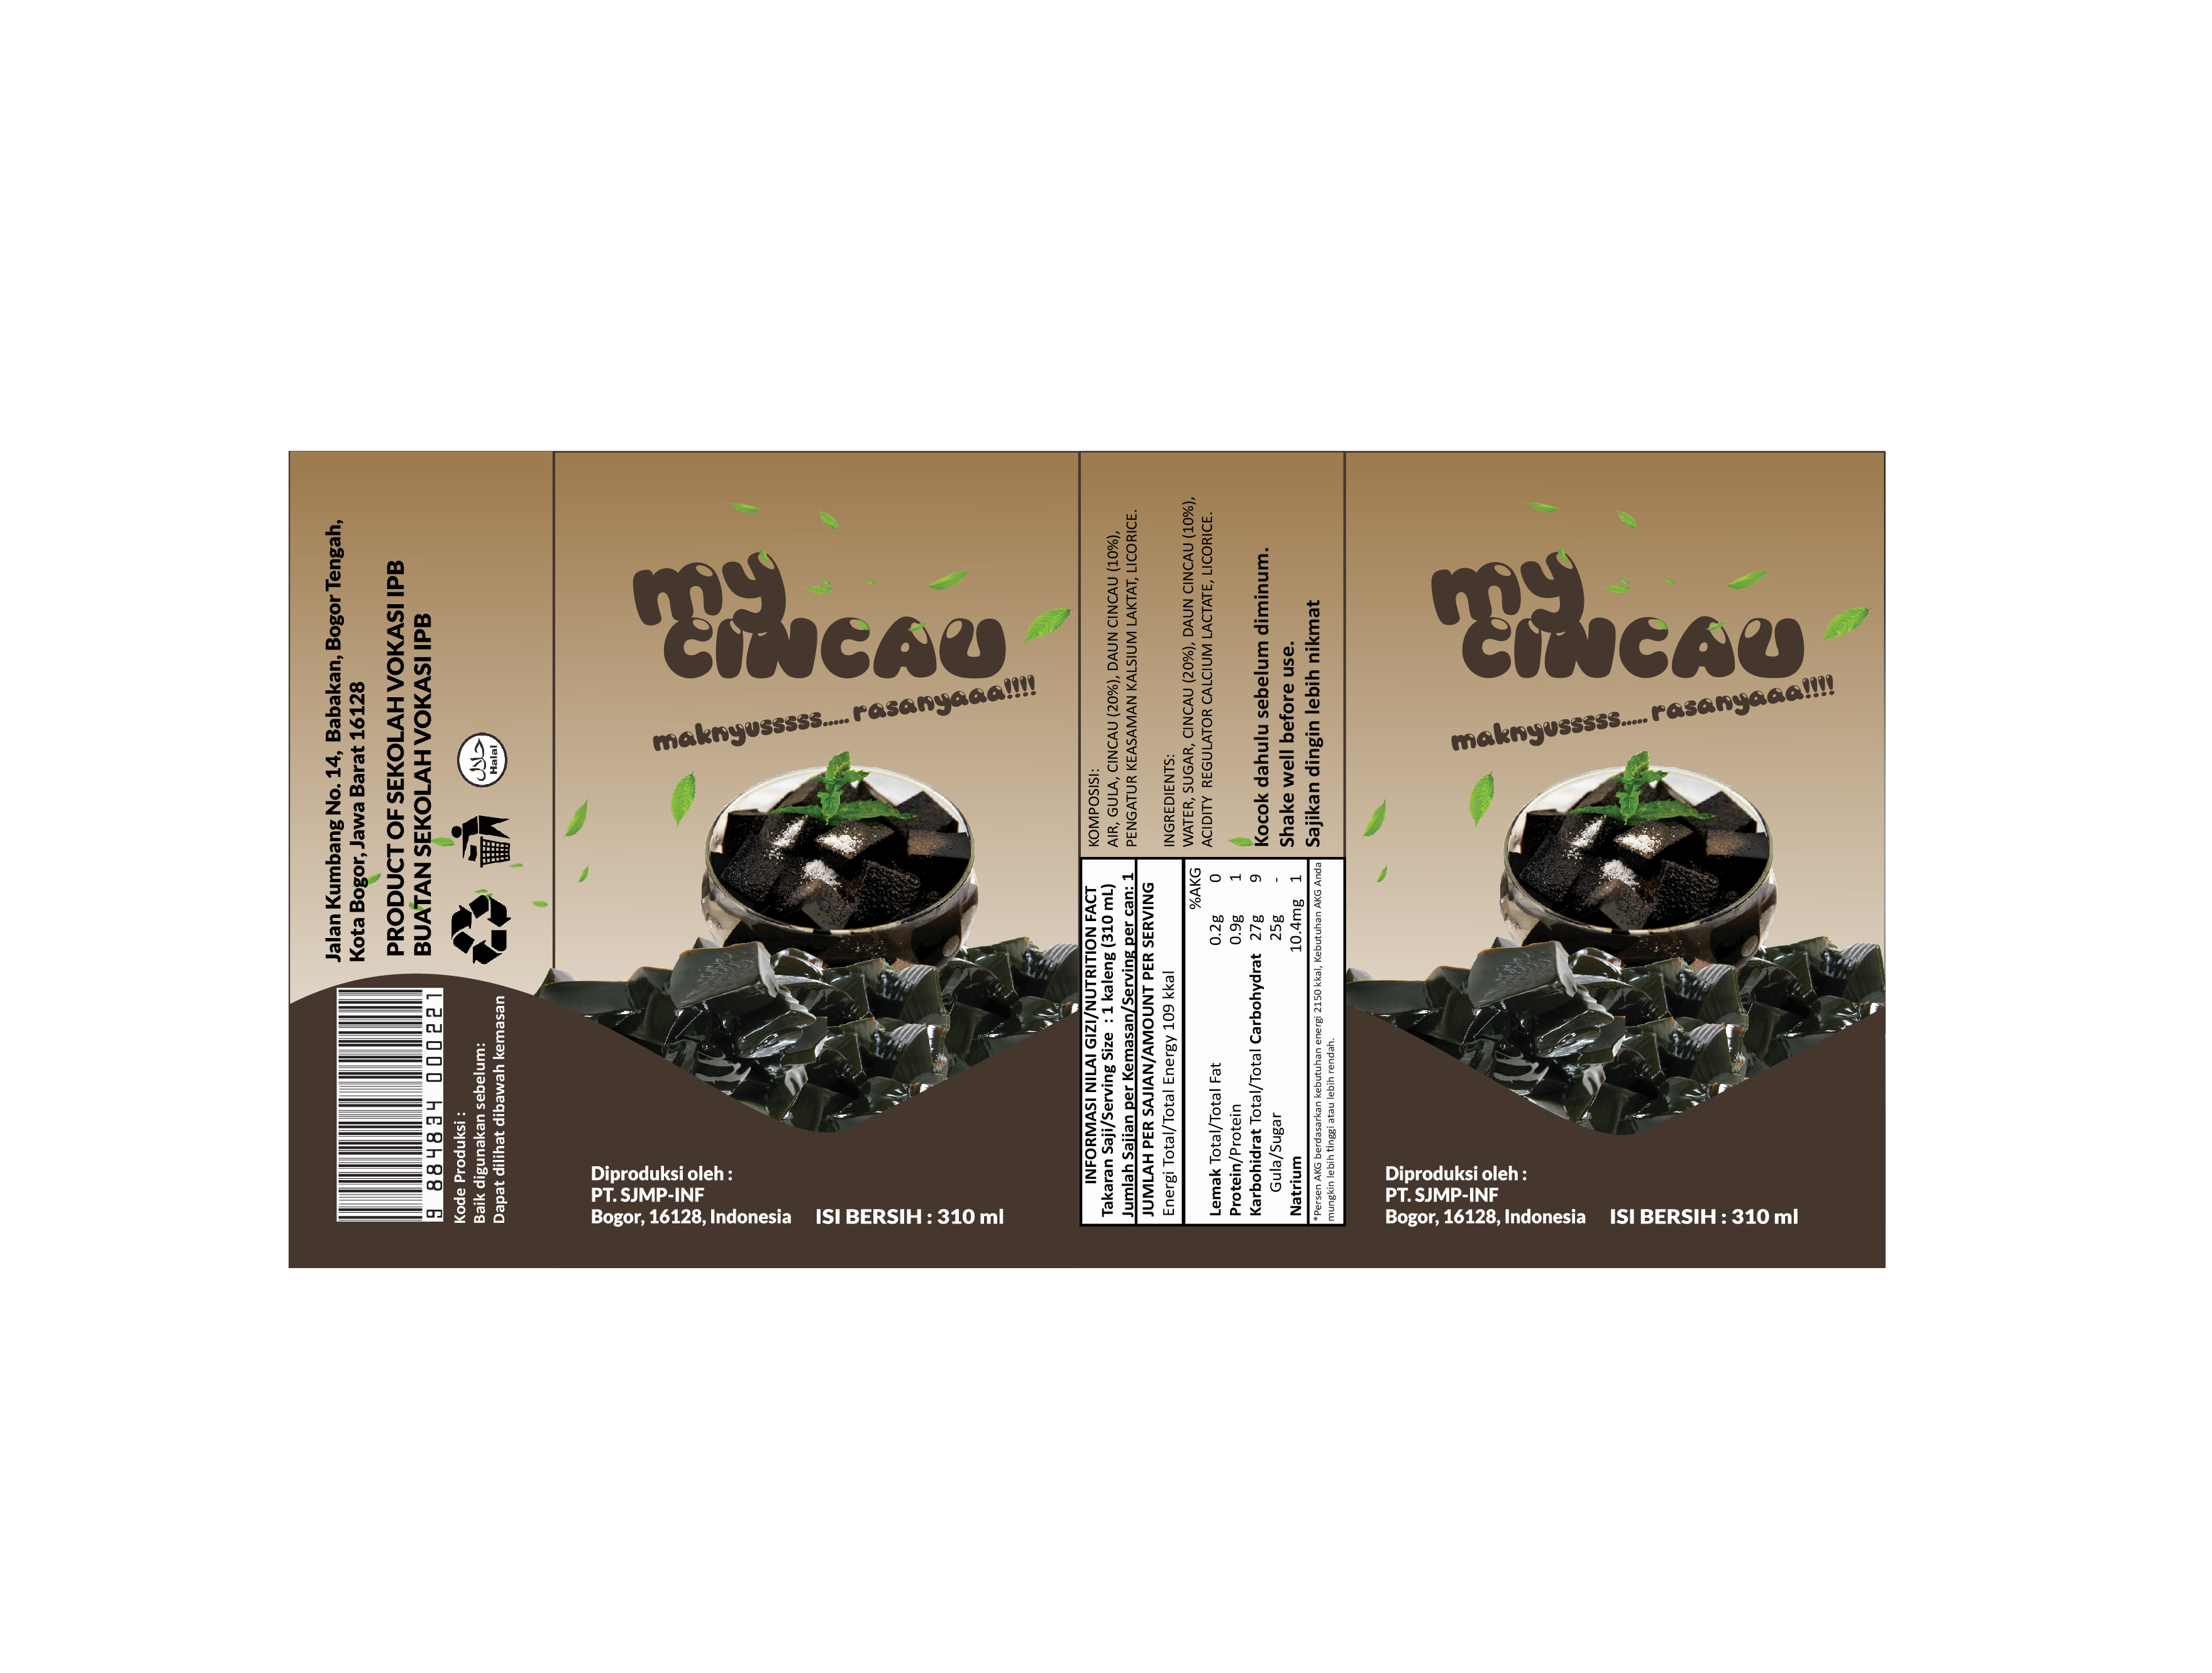 Jalan Kumbang No. 14, Babakan, Bogor Tengah,
Kota Bogor, Jawa Barat 16128
PRODUCT OF SEKOLAH VOKASI ISI IPB
BUATAN SEKOLAH VOKASI IPB
حلال
Halal
9 884834 000221
Kode Produksi :
Baik digunakan sebelum:
Dapat dilihat dibawah kemasan
my
CINCAU
maknyusssss..... rasanyaaa!!!!
Diproduksi oleh :
PT. SJMP-INF
Bogor, 16128, Indonesia
ISI BERSIH : 310 ml
KOMPOSISI:
AIR, GULA, CINCAU (20%), DAUN CINCAU (10%),
PENGATUR KEASAMAN KALSIUM LAKTAT, LICORICE.
INGREDIENTS:
WATER, SUGAR, CINCAU (20%), DAUN CINCAU (10%),
ACIDITY REGULATOR CALCIUM LACTATE, LICORICE.
Kocok dahulu sebelum diminum.
Shake well before use.
Sajikan dingin lebih nikmat
INFORMASI NILAI GIZI/NUTRITION FACT
Takaran Saji/Serving Size : 1 kaleng (310 mL)
Jumlah Sajian per Kemasan/Serving per can: 1
JUMLAH PER SAJIAN/AMOUNT PER SERVING
Energi Total/Total Energy 109 kkal
%AKG
Lemak Total/Total Fat 0.2g 0
Protein/Protein 0.9g 1
Karbohidrat Total/Total Carbohydrat 27g 9
Gula/Sugar 25g -
Natrium 10.4mg 1
*Persen AKG berdasarkan kebutuhan energi 2150 kkal, Kebutuhan AKG Anda
mungkin lebih tinggi atau lebih rendah.
my
CINCAU
maknyusssss..... rasanyaaa!!!!
Diproduksi oleh :
PT. SJMP-INF
Bogor, 16128, Indonesia
ISI BERSIH : 310 ml